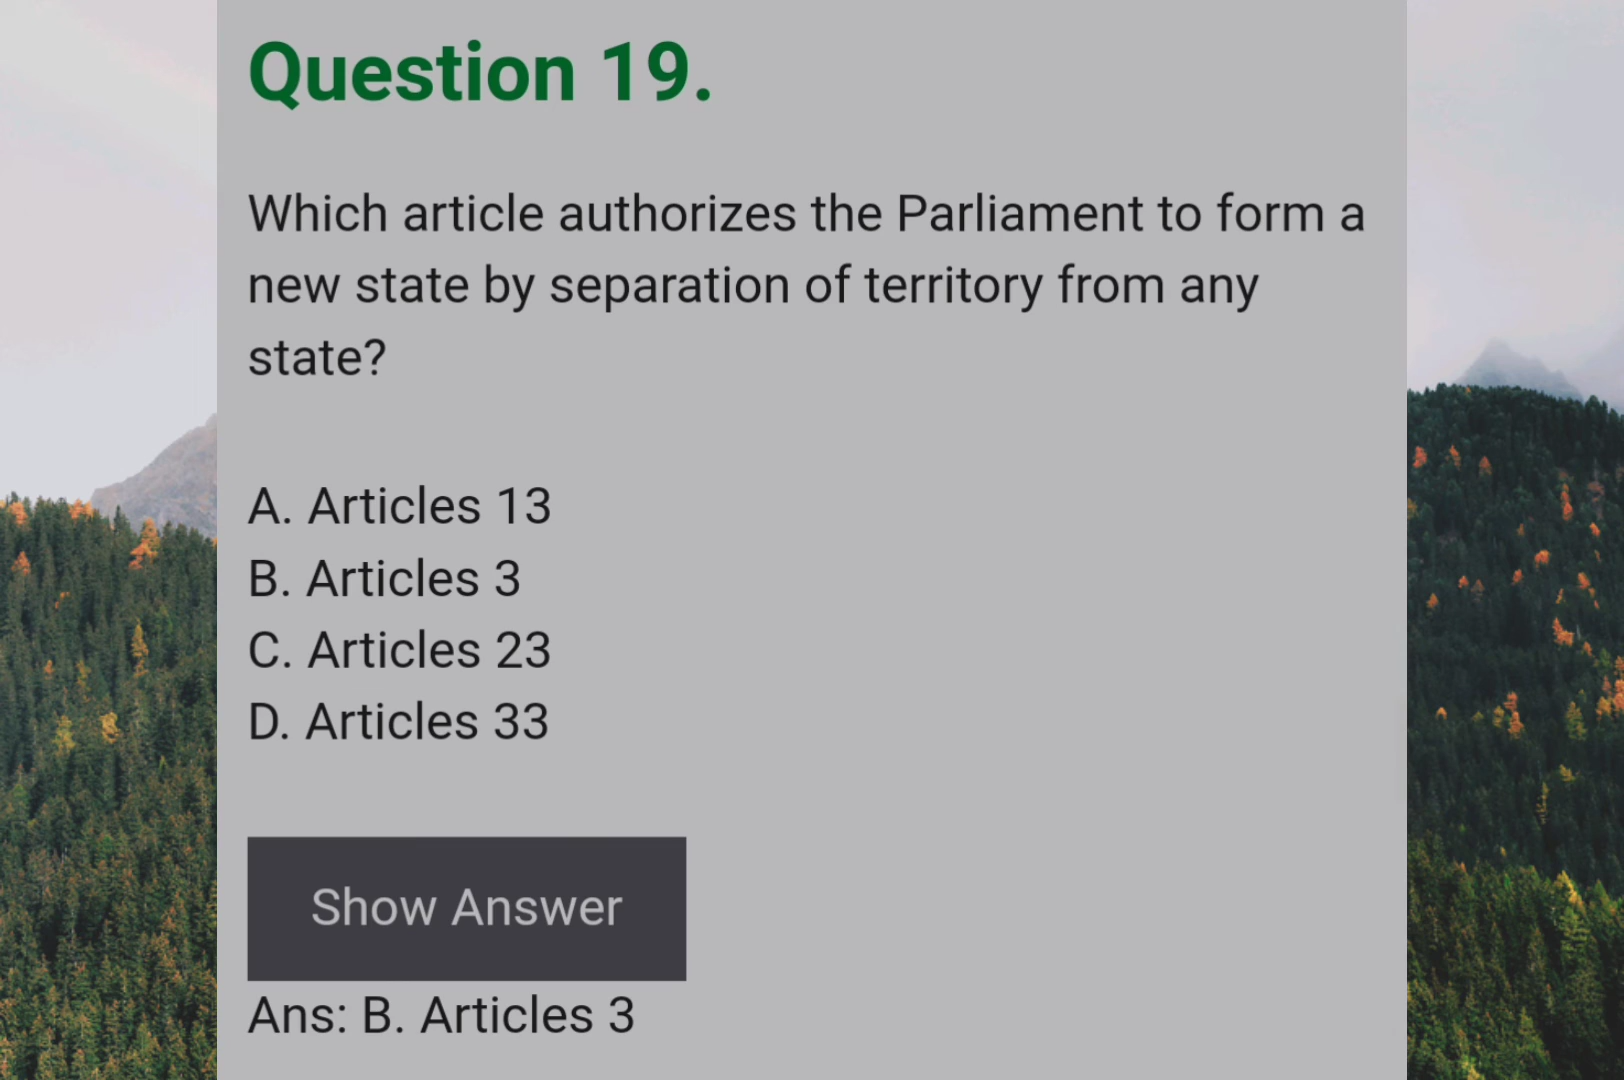 Question 19.
Which article authorizes the Parliament to form a
new state by separation of territory from any
state?
A. Articles 13
B. Articles 3
C. Articles 23
D. Articles 33
Show Answer
Ans: B. Articles 3